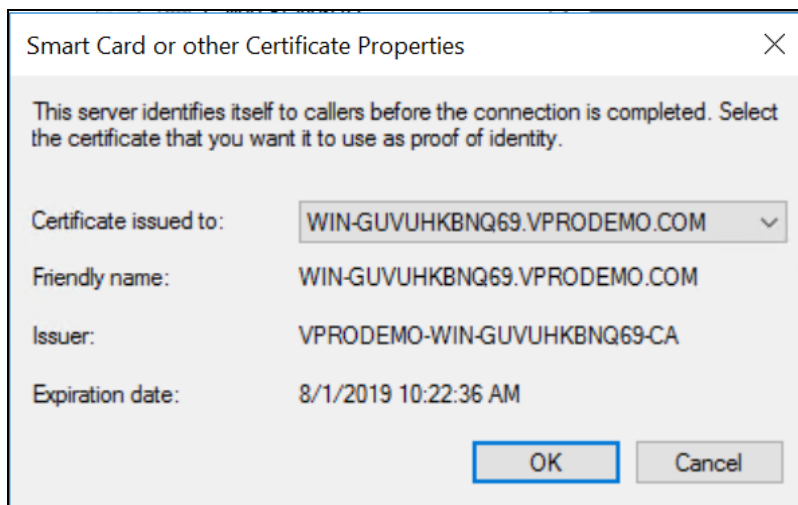 Smart Card or other Certificate Properties
This server identifies itself to callers before the connection is completed. Select
the certificate that you want it to use as proof of identity.
Certificate issued to: WIN-GUVUHKBNQ69.VPRODEMO.COM
Friendly name: WIN-GUVUHKBNQ69.VPRODEMO.COM
Issuer: VPRODEMO-WIN-GUVUHKBNQ69-CA
Expiration date: 8/1/2019 10:22:36 AM
OK Cancel